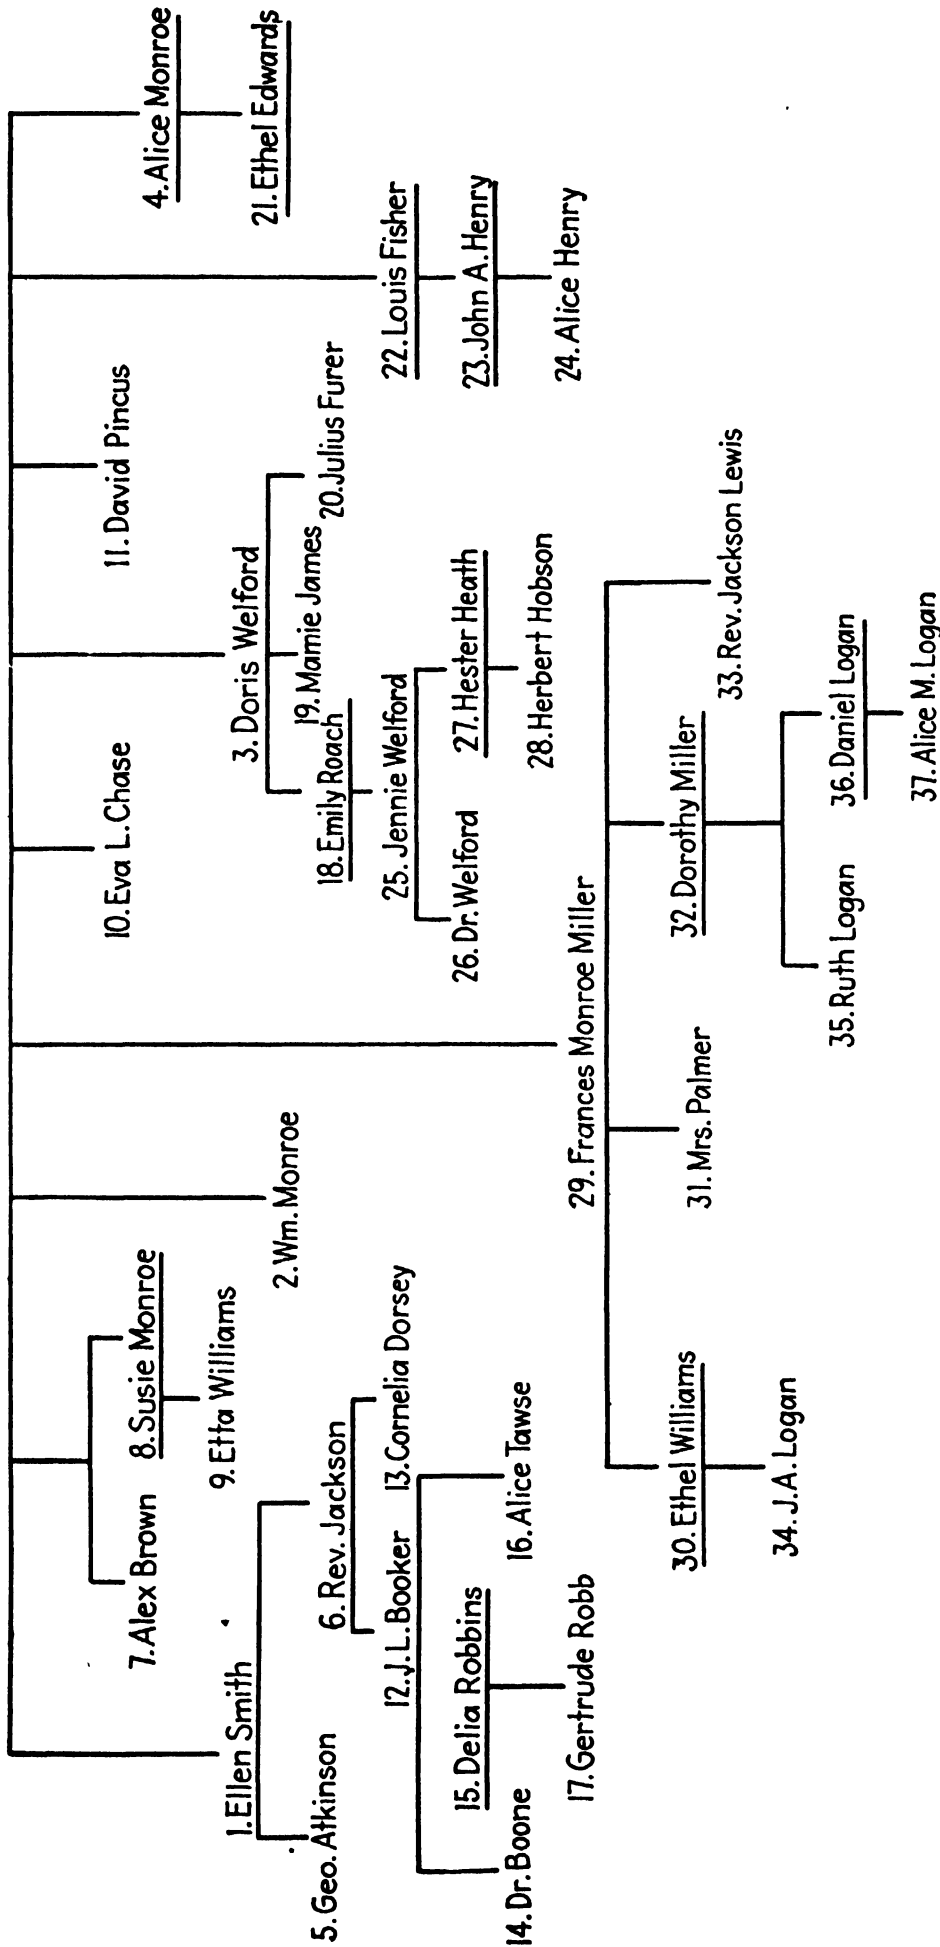 1. Ellen Smith
5. Geo. Atkinson
6. Rev. Jackson
12. J. L. Booker
13. Cornelia Dorsey
14. Dr. Boone
15. Delia Robbins
16. Alice Tawse
17. Gertrude Robb
7. Alex Brown
8. Susie Monroe
9. Etta Williams
2. Wm. Monroe
29. Frances Monroe Miller
30. Ethel Williams
31. Mrs. Palmer
32. Dorothy Miller
33. Rev. Jackson Lewis
34. J. A. Logan
35. Ruth Logan
36. Daniel Logan
37. Alice M. Logan
10. Eva L. Chase
3. Doris Welford
18. Emily Roach
19. Mamie James
20. Julius Furer
25. Jennie Welford
26. Dr. Welford
27. Hester Heath
28. Herbert Hobson
11. David Pincus
22. Louis Fisher
23. John A. Henry
24. Alice Henry
4. Alice Monroe
21. Ethel Edwards